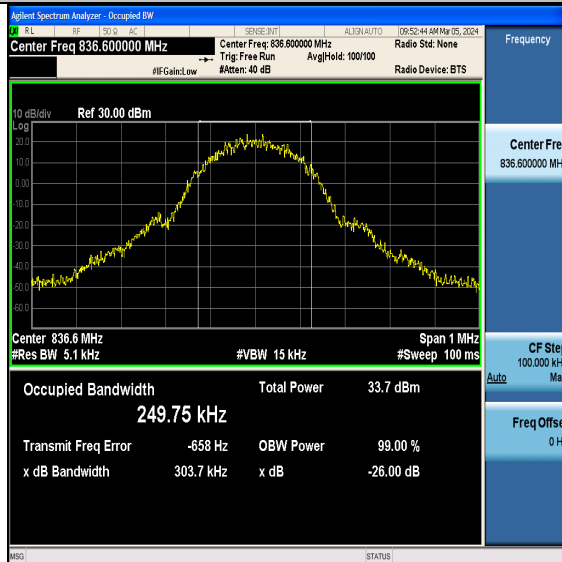 Agilent Spectrum Analyzer - Occupied BW
RL RF 50 Ω AC SENSE:INT ALIGN AUTO 09:52:44 AM Mar 05, 2024
Center Freq 836.600000 MHz Center Freq: 836.600000 MHz Radio Std: None Frequency
Trig: Free Run Avg|Hold: 100/100
#IFGain:Low #Atten: 40 dB Radio Device: BTS
10 dB/div Ref 30.00 dBm
Log
20.0
10.0
0.00
-10.0
-20.0
-30.0
-40.0
-50.0
-60.0
Center Fre
836.600000 MH
Center 836.6 MHz Span 1 MHz
#Res BW 5.1 kHz #VBW 15 kHz #Sweep 100 ms
CF Ste
100.000 kH
Auto Ma
Occupied Bandwidth Total Power 33.7 dBm
249.75 kHz
Transmit Freq Error -658 Hz OBW Power 99.00 %
x dB Bandwidth 303.7 kHz x dB -26.00 dB
Freq Offse
0 H
MSG STATUS